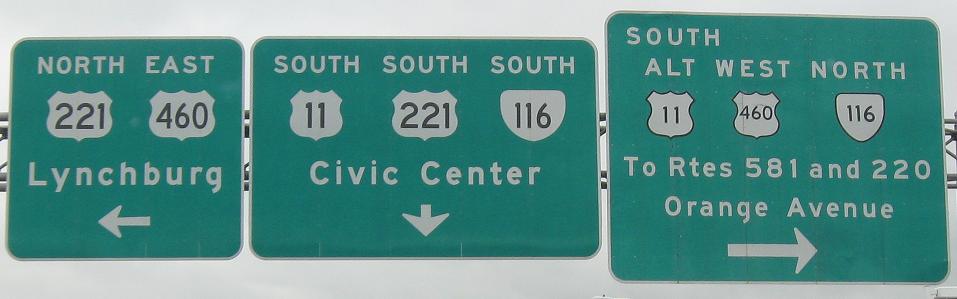 NORTH EAST
221 460
Lynchburg
SOUTH SOUTH SOUTH
11 221 116
Civic Center
SOUTH
ALT WEST NORTH
11 460 116
To Rtes 581 and 220
Orange Avenue